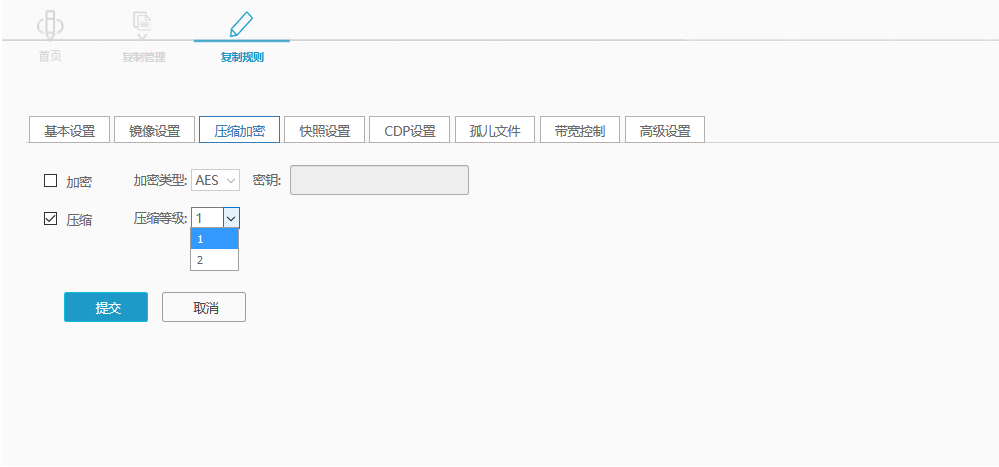 首页 复制管理 复制规则
基本设置 镜像设置 压缩加密 快照设置 CDP设置 孤儿文件 带宽控制 高级设置
加密 加密类型: AES 密钥:
压缩 压缩等级: 1
1
2
提交 取消